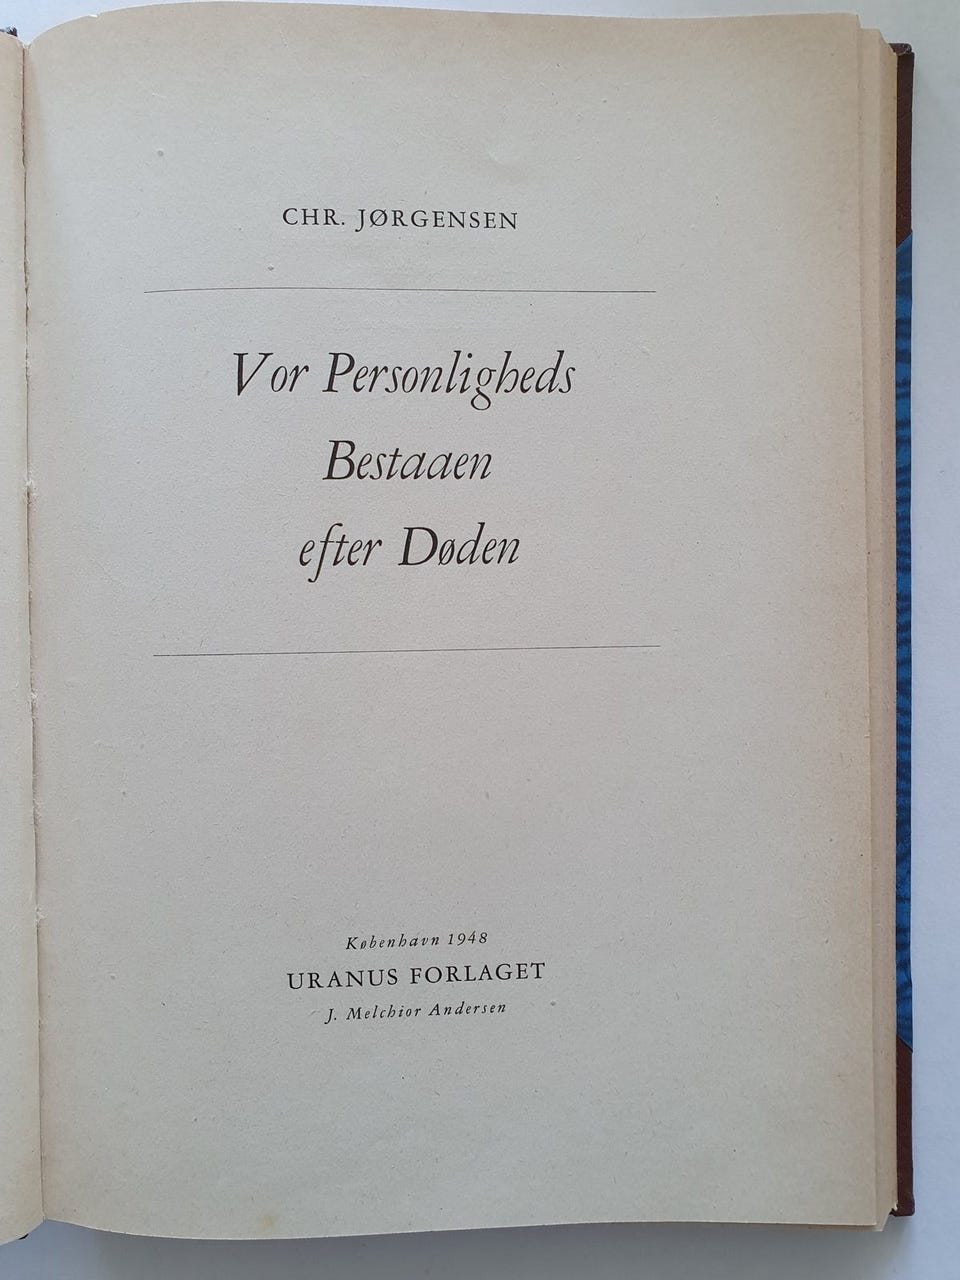 CHR. JØRGENSEN
Vor Personligheds
Bestaaen
efter Døden
København 1948
URANUS FORLAGET
J. Melchior Andersen